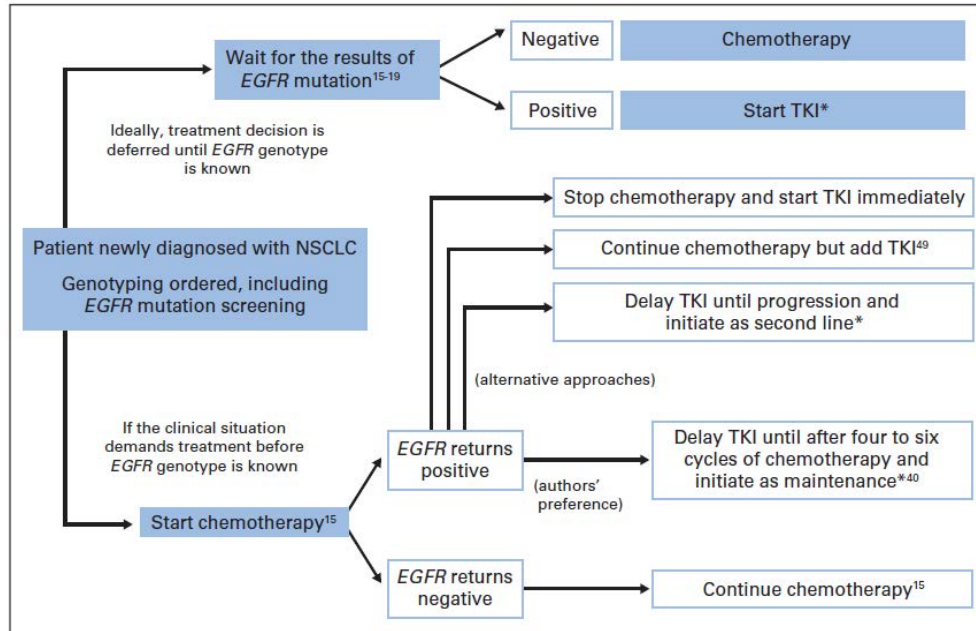 Wait for the results of
EGFR mutation15-19
Negative
Chemotherapy
Positive
Start TKI*
Ideally, treatment decision is
deferred until EGFR genotype
is known
Patient newly diagnosed with NSCLC
Genotyping ordered, including
EGFR mutation screening
Stop chemotherapy and start TKI immediately
Continue chemotherapy but add TKI49
Delay TKI until progression and
initiate as second line*
(alternative approaches)
If the clinical situation
demands treatment before
EGFR genotype is known
Start chemotherapy15
EGFR returns
positive
(authors'
preference)
Delay TKI until after four to six
cycles of chemotherapy and
initiate as maintenance*40
EGFR returns
negative
Continue chemotherapy15